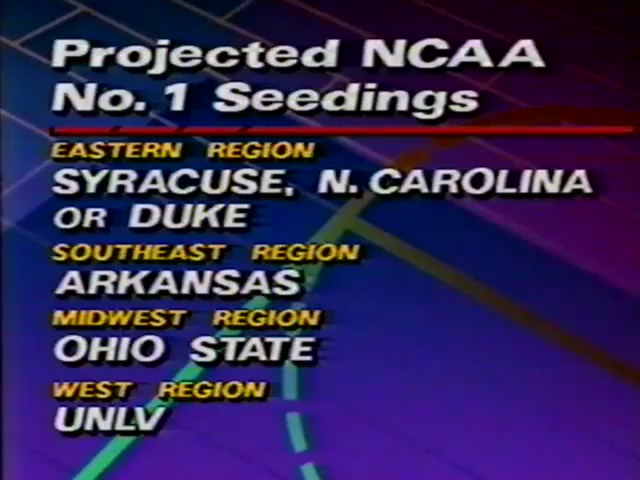 Projected NCAA
No. 1 Seedings
EASTERN REGION
SYRACUSE, N. CAROLINA
OR DUKE
SOUTHEAST REGION
ARKANSAS
MIDWEST REGION
OHIO STATE
WEST REGION
UNLV